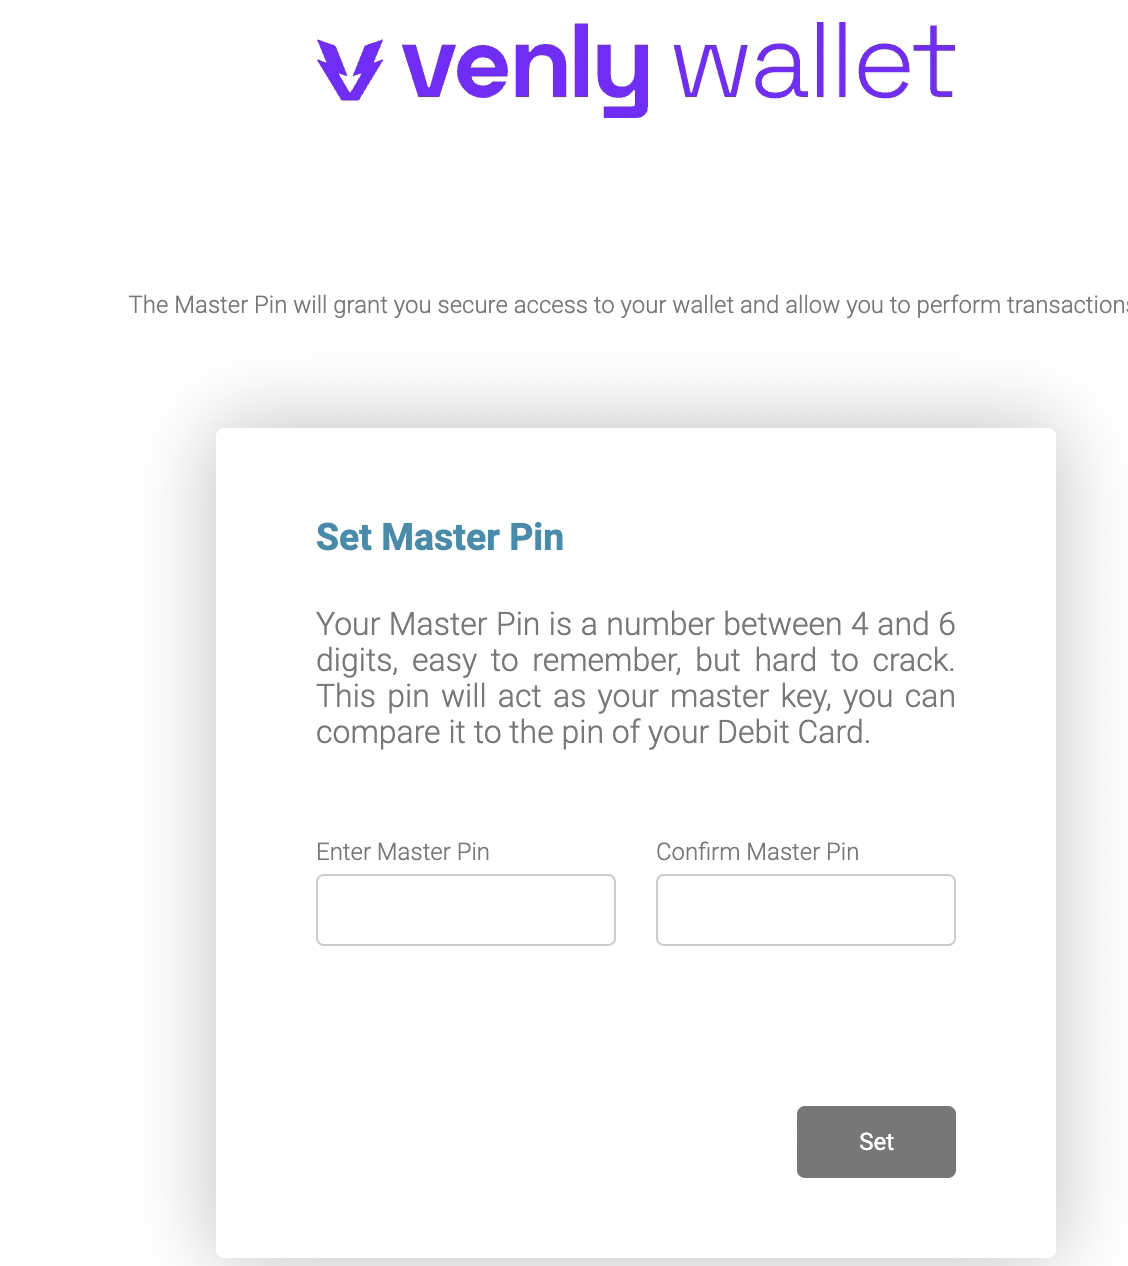 venly wallet
The Master Pin will grant you secure access to your wallet and allow you to perform transactions
Set Master Pin
Your Master Pin is a number between 4 and 6
digits, easy to remember, but hard to crack.
This pin will act as your master key, you can
compare it to the pin of your Debit Card.
Enter Master Pin
Confirm Master Pin
Set